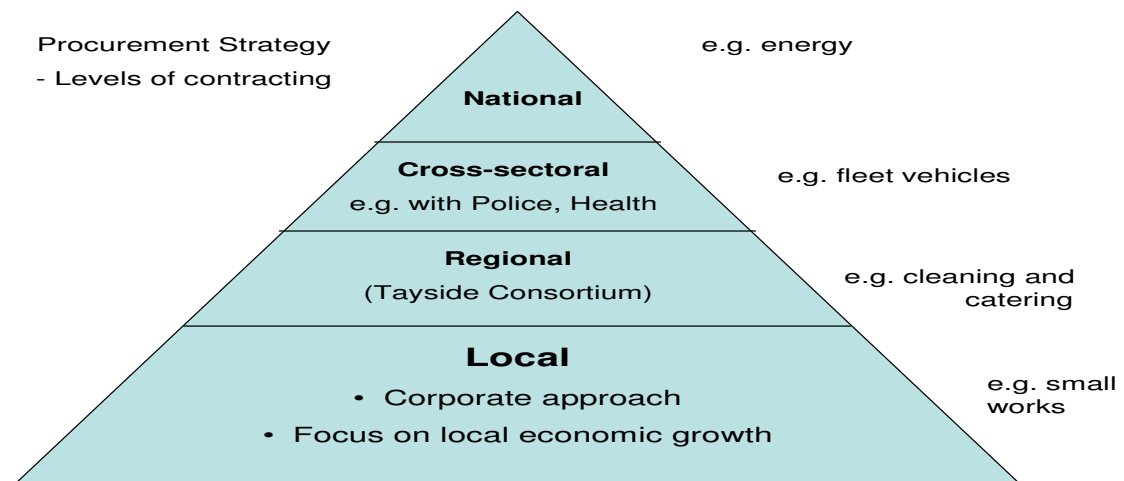 Procurement Strategy
- Levels of contracting
e.g. energy
National
Cross-sectoral
e.g. with Police, Health
e.g. fleet vehicles
Regional
(Tayside Consortium)
e.g. cleaning and
catering
Local
• Corporate approach
• Focus on local economic growth
e.g. small
works